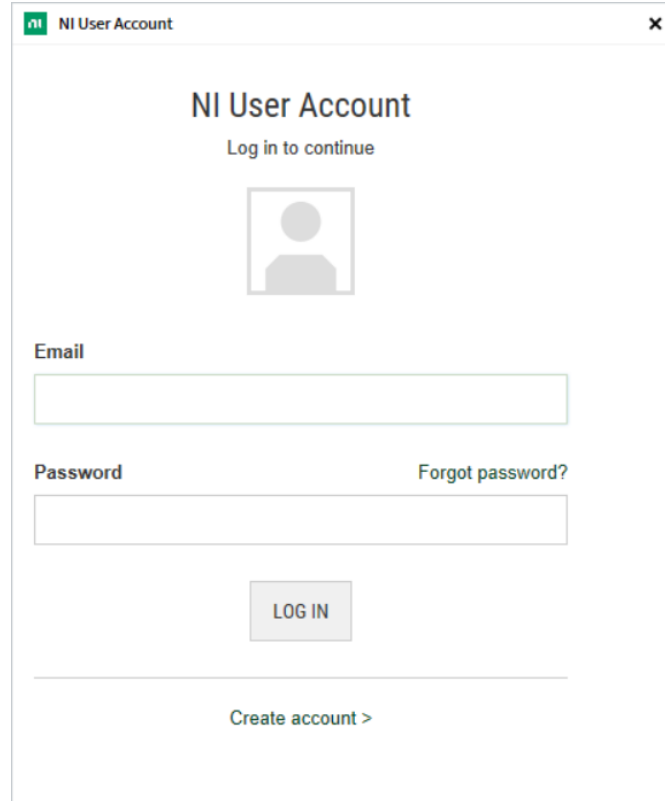 NI User Account
NI User Account
Log in to continue
Email
Password Forgot password?
LOG IN
Create account >